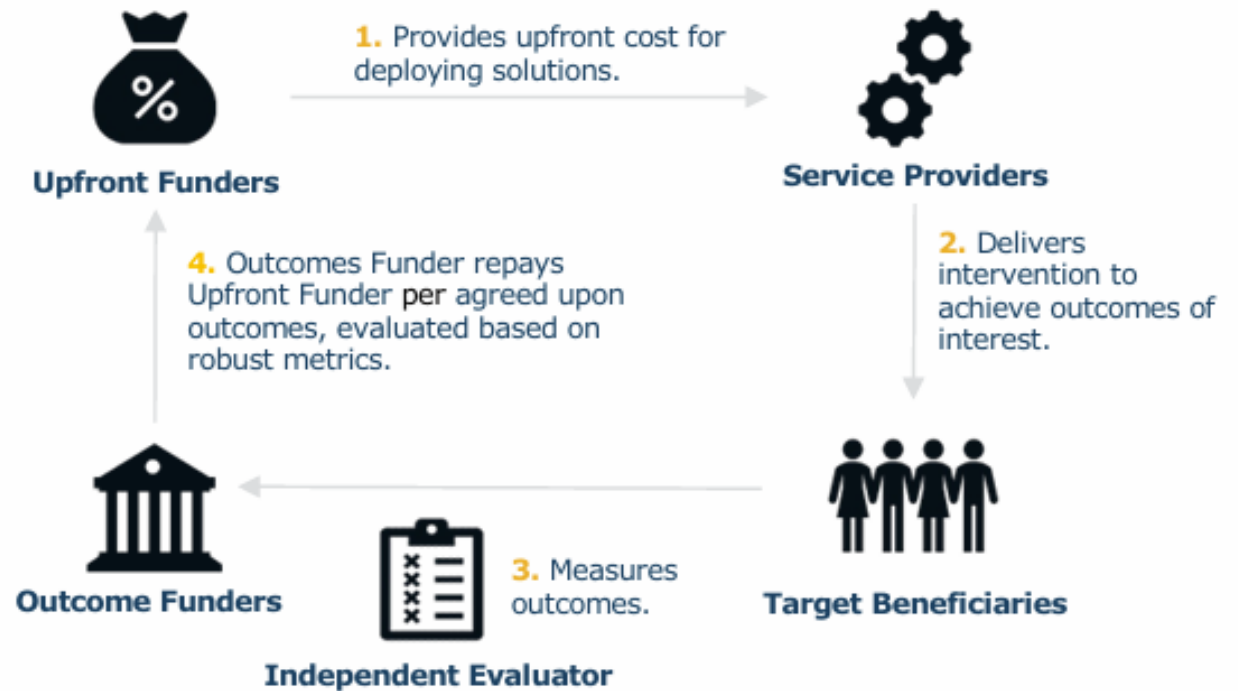 1. Provides upfront cost for
deploying solutions.
%
Upfront Funders
Service Providers
2. Delivers
intervention to
achieve outcomes of
interest.
4. Outcomes Funder repays
Upfront Funder per agreed upon
outcomes, evaluated based on
robust metrics.
3. Measures
outcomes.
Outcome Funders
Target Beneficiaries
Independent Evaluator